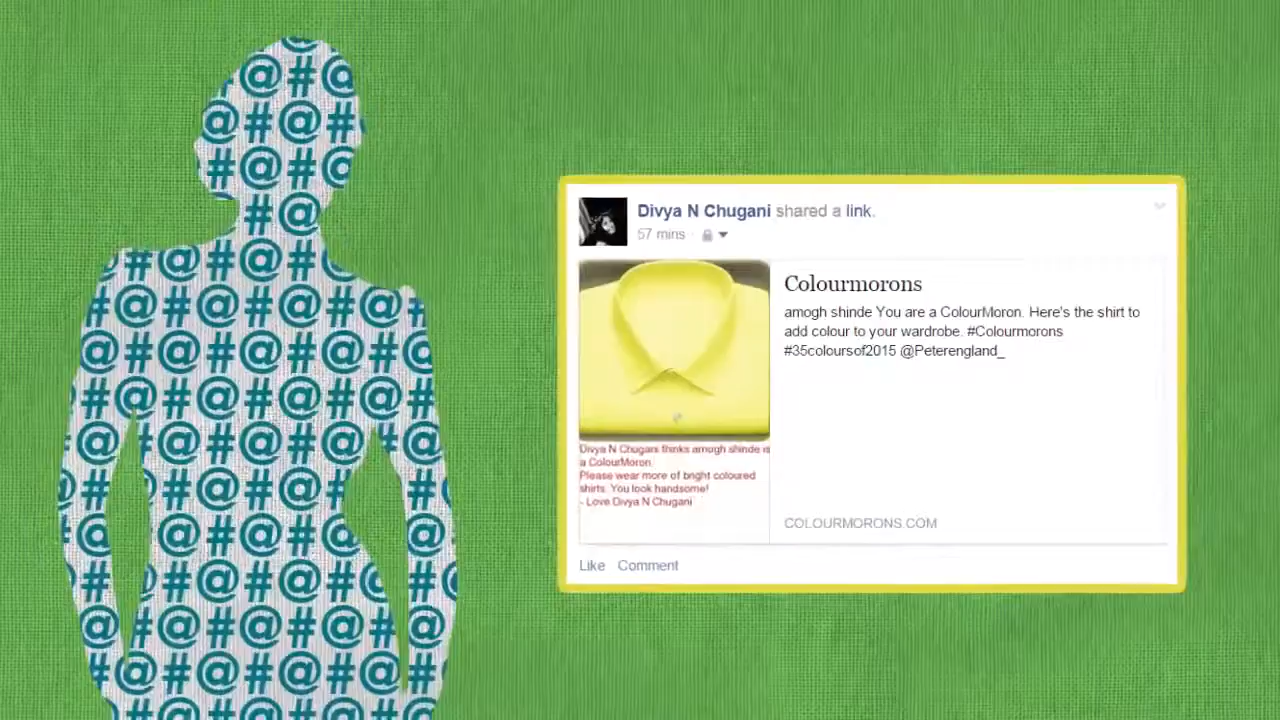 Divya N Chugani shared a link.
57 mins
Colourmorons
amogh shinde You are a ColourMoron. Here's the shirt to
add colour to your wardrobe. #Colourmorons
#35coloursof2015 @Peterengland_
Divya N Chugani thinks amogh shinde is
a ColourMoron.
Please wear more of bright coloured
shirts. You look handsome!
- Love Divya N Chugani
COLOURMORONS.COM
Like Comment